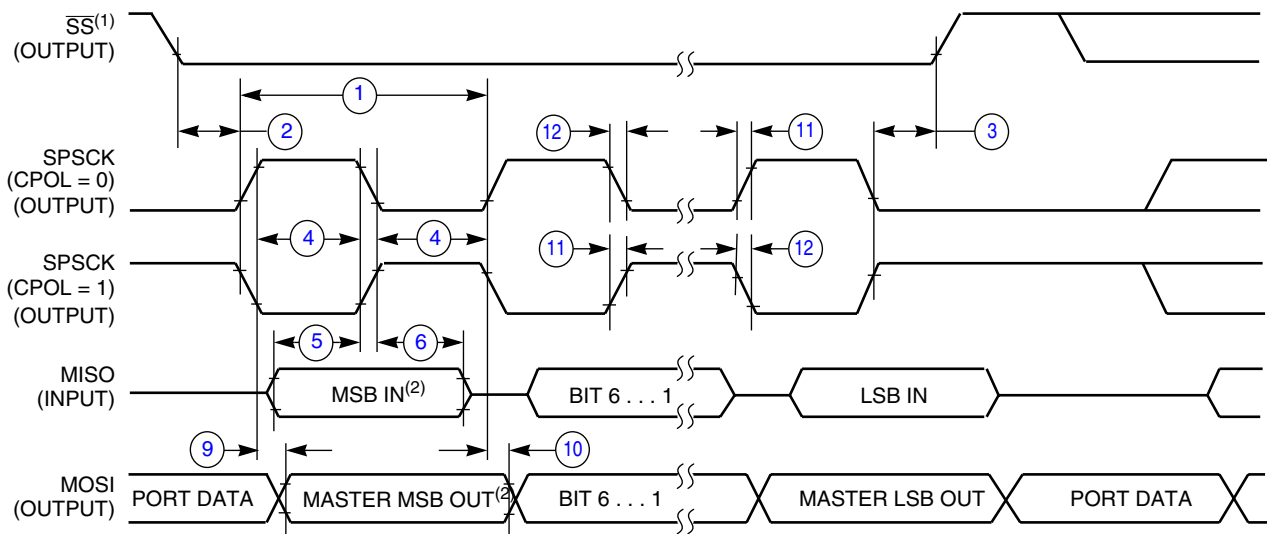 SS(1)
(OUTPUT)
1
2
12
11
3
SPSCK
(CPOL = 0)
(OUTPUT)
4
4
11
12
SPSCK
(CPOL = 1)
(OUTPUT)
5
6
MISO
(INPUT)
MSB IN(2)
BIT 6 . . . 1
LSB IN
9
10
MOSI
(OUTPUT)
PORT DATA
MASTER MSB OUT(2
BIT 6 . . . 1
MASTER LSB OUT
PORT DATA